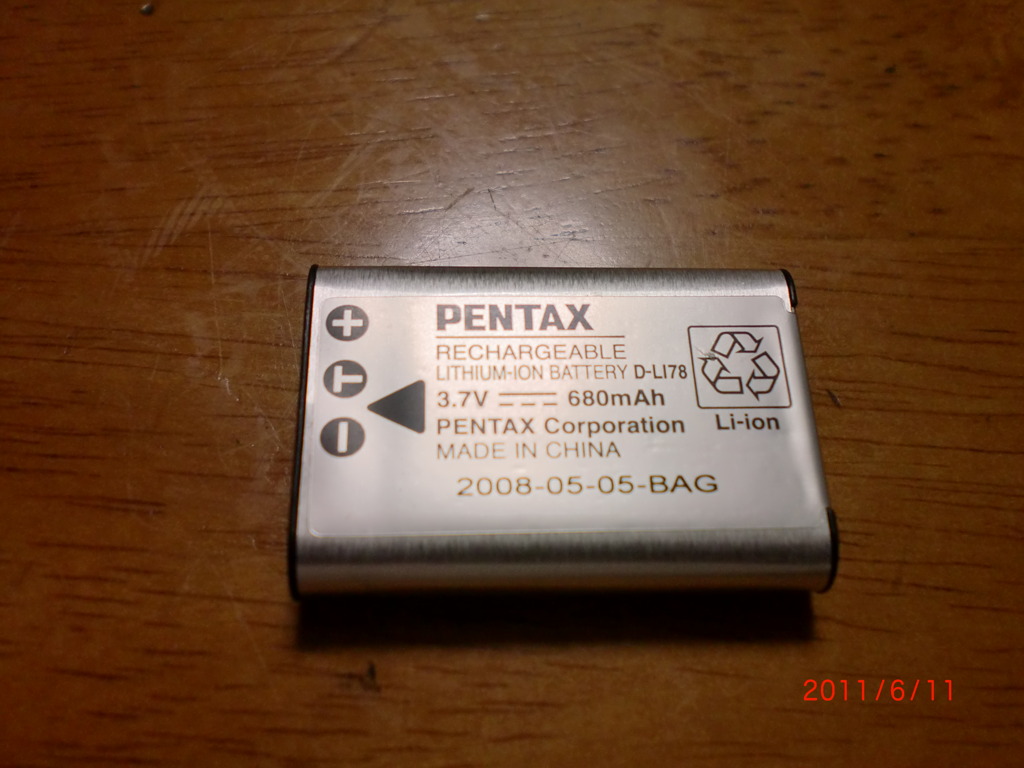 PENTAX
RECHARGEABLE
LITHIUM-ION BATTERY D-LI78
3.7V 680mAh
PENTAX Corporation
MADE IN CHINA
2008-05-05-BAG
+
T
−
Li-ion
2011/6/11